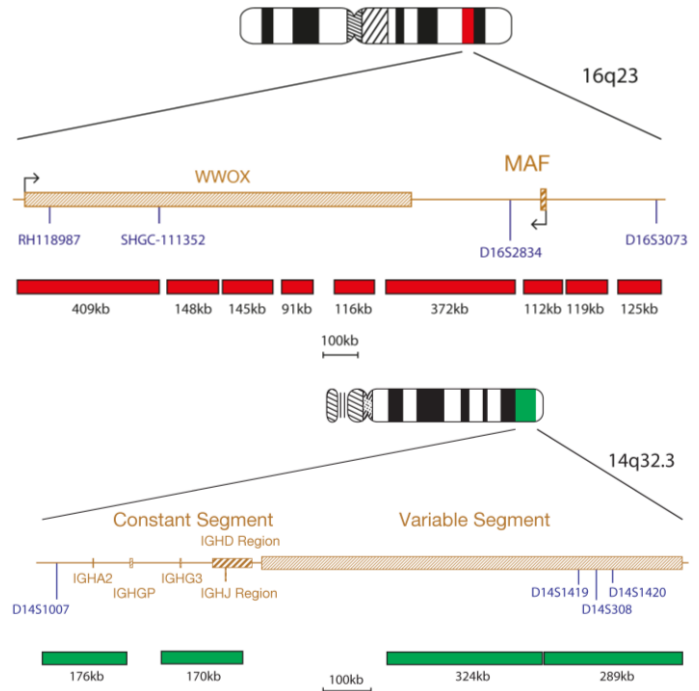 16q23
MAF
WWOX
RH118987
SHGC-111352
D16S2834
D16S3073
409kb
148kb
145kb
91kb
116kb
372kb
112kb
119kb
125kb
100kb
14q32.3
Constant Segment
Variable Segment
IGHD Region
IGHA2
IGHG3
IGHGP
IGHJ Region
D14S1007
D14S1419
D14S1420
D14S308
176kb
170kb
100kb
324kb
289kb